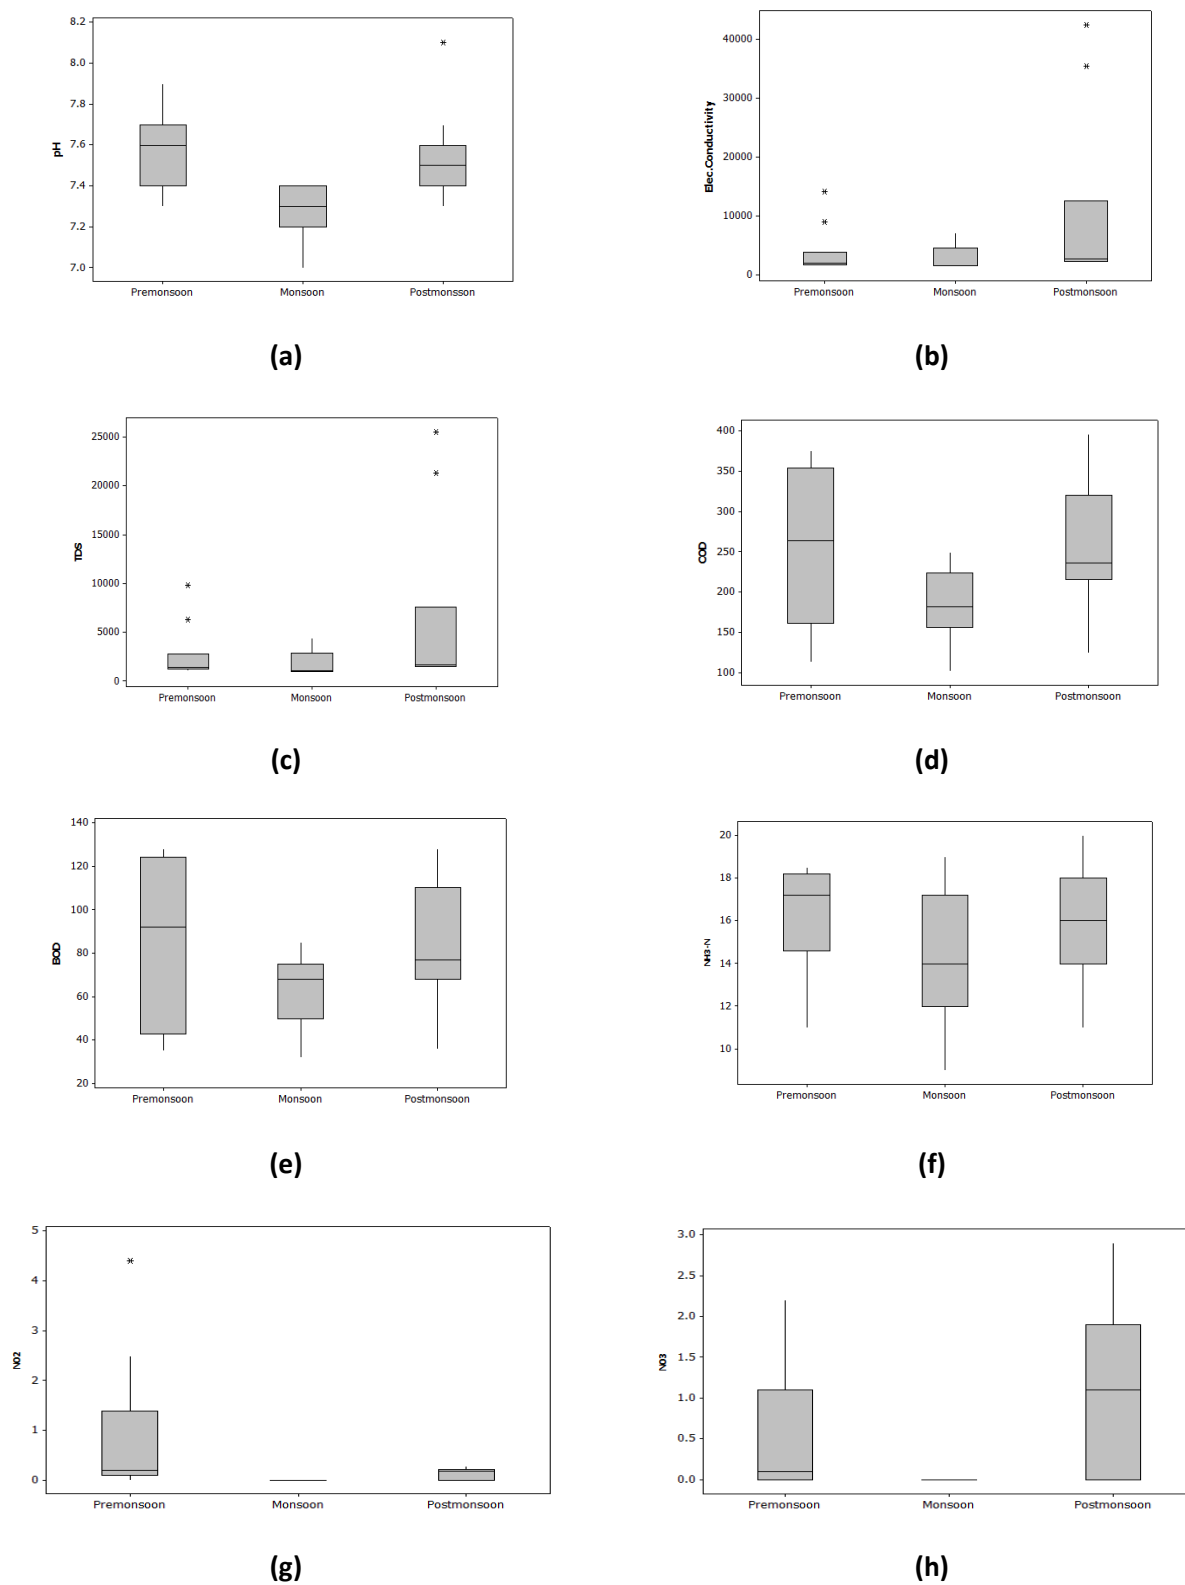 8.2
8.0
7.8
7.6
7.4
7.2
7.0
pH
Premonsoon Monsoon Postmonsson
(a)
40000
30000
20000
10000
0
Elec.Conductivity
Premonsoon Monsoon Postmonsoon
(b)
25000
20000
15000
10000
5000
0
TDS
Premonsoon Monsoon Postmonsoon
(c)
400
350
300
250
200
150
100
COD
Premonsoon Monsoon Postmonsoon
(d)
140
120
100
80
60
40
20
BOD
Premonsoon Monsoon Postmonsoon
(e)
20
18
16
14
12
10
NH3-N
Premonsoon Monsoon Postmonsoon
(f)
5
4
3
2
1
0
NO2
Premonsoon Monsoon Postmonsoon
(g)
3.0
2.5
2.0
1.5
1.0
0.5
0.0
NO3
Premonsoon Monsoon Postmonsoon
(h)